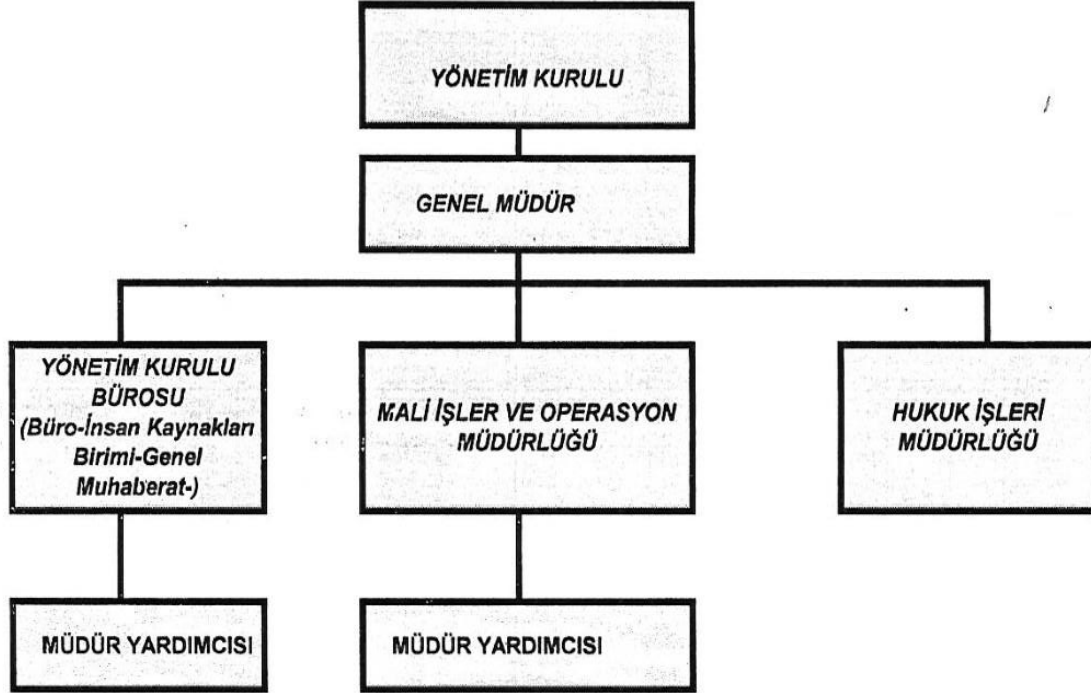 YÖNETİM KURULU
GENEL MÜDÜR
YÖNETİM KURULU
BÜROSU
(Büro-İnsan Kaynakları
Birimi-Genel
Muhaberat-)
MALİ İŞLER VE OPERASYON
MÜDÜRLÜĞÜ
HUKUK İŞLERİ
MÜDÜRLÜĞÜ
MÜDÜR YARDIMCISI
MÜDÜR YARDIMCISI